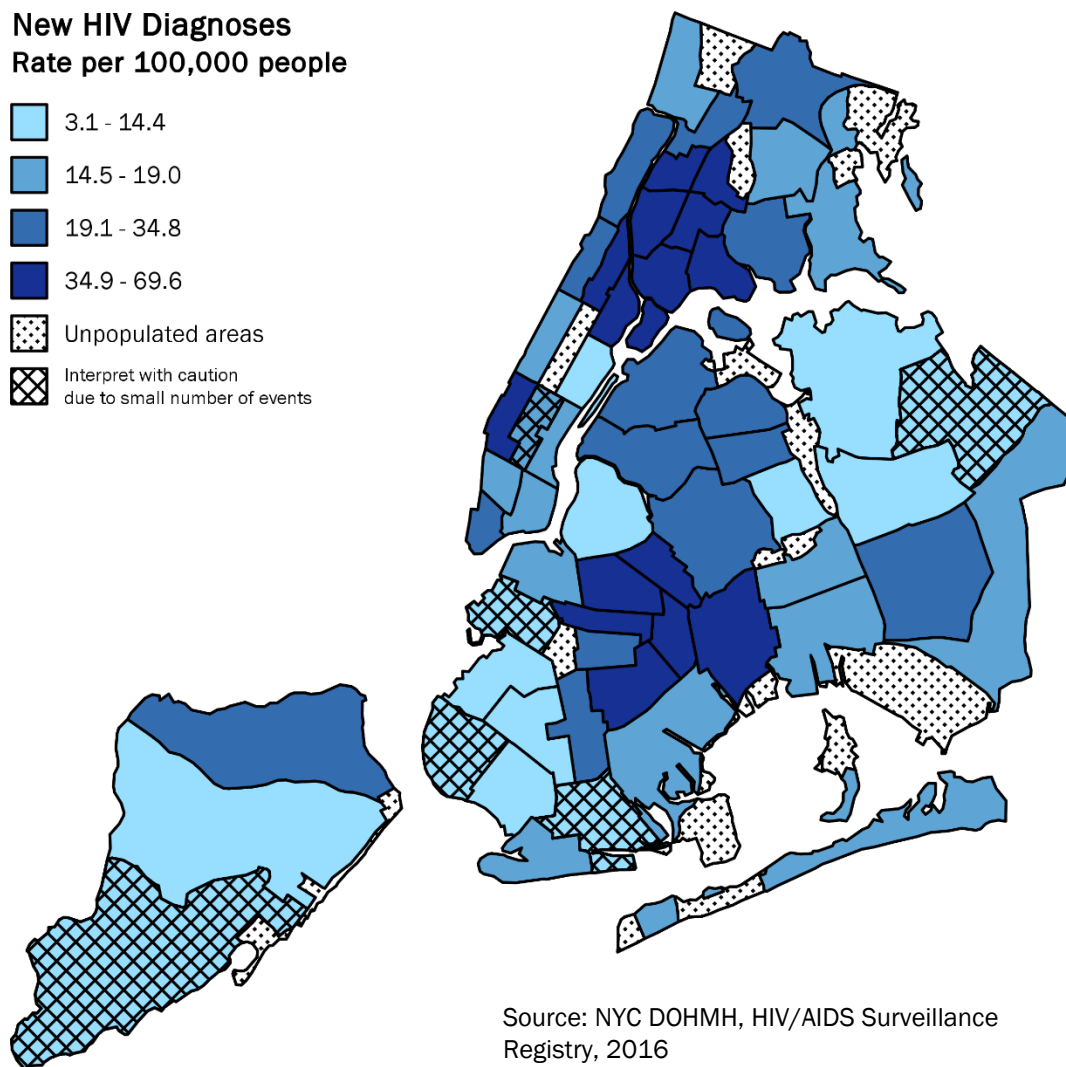 New HIV Diagnoses
Rate per 100,000 people
3.1 - 14.4
14.5 - 19.0
19.1 - 34.8
34.9 - 69.6
Unpopulated areas
Interpret with caution
due to small number of events
Source: NYC DOHMH, HIV/AIDS Surveillance
Registry, 2016